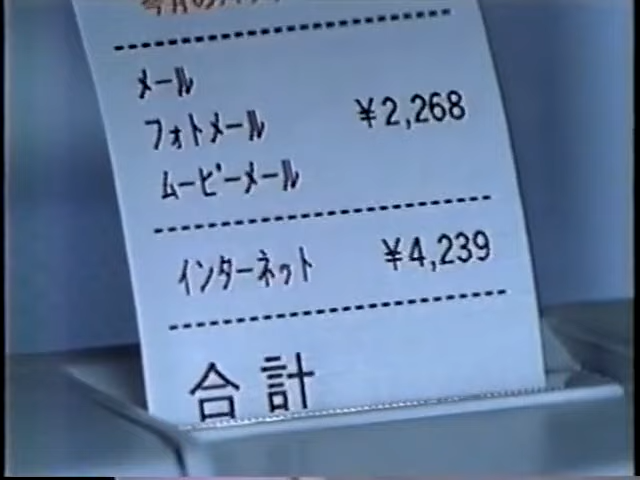 メール
フォトメール ¥2,268
ムービーメール
インターネット ¥4,239
合計